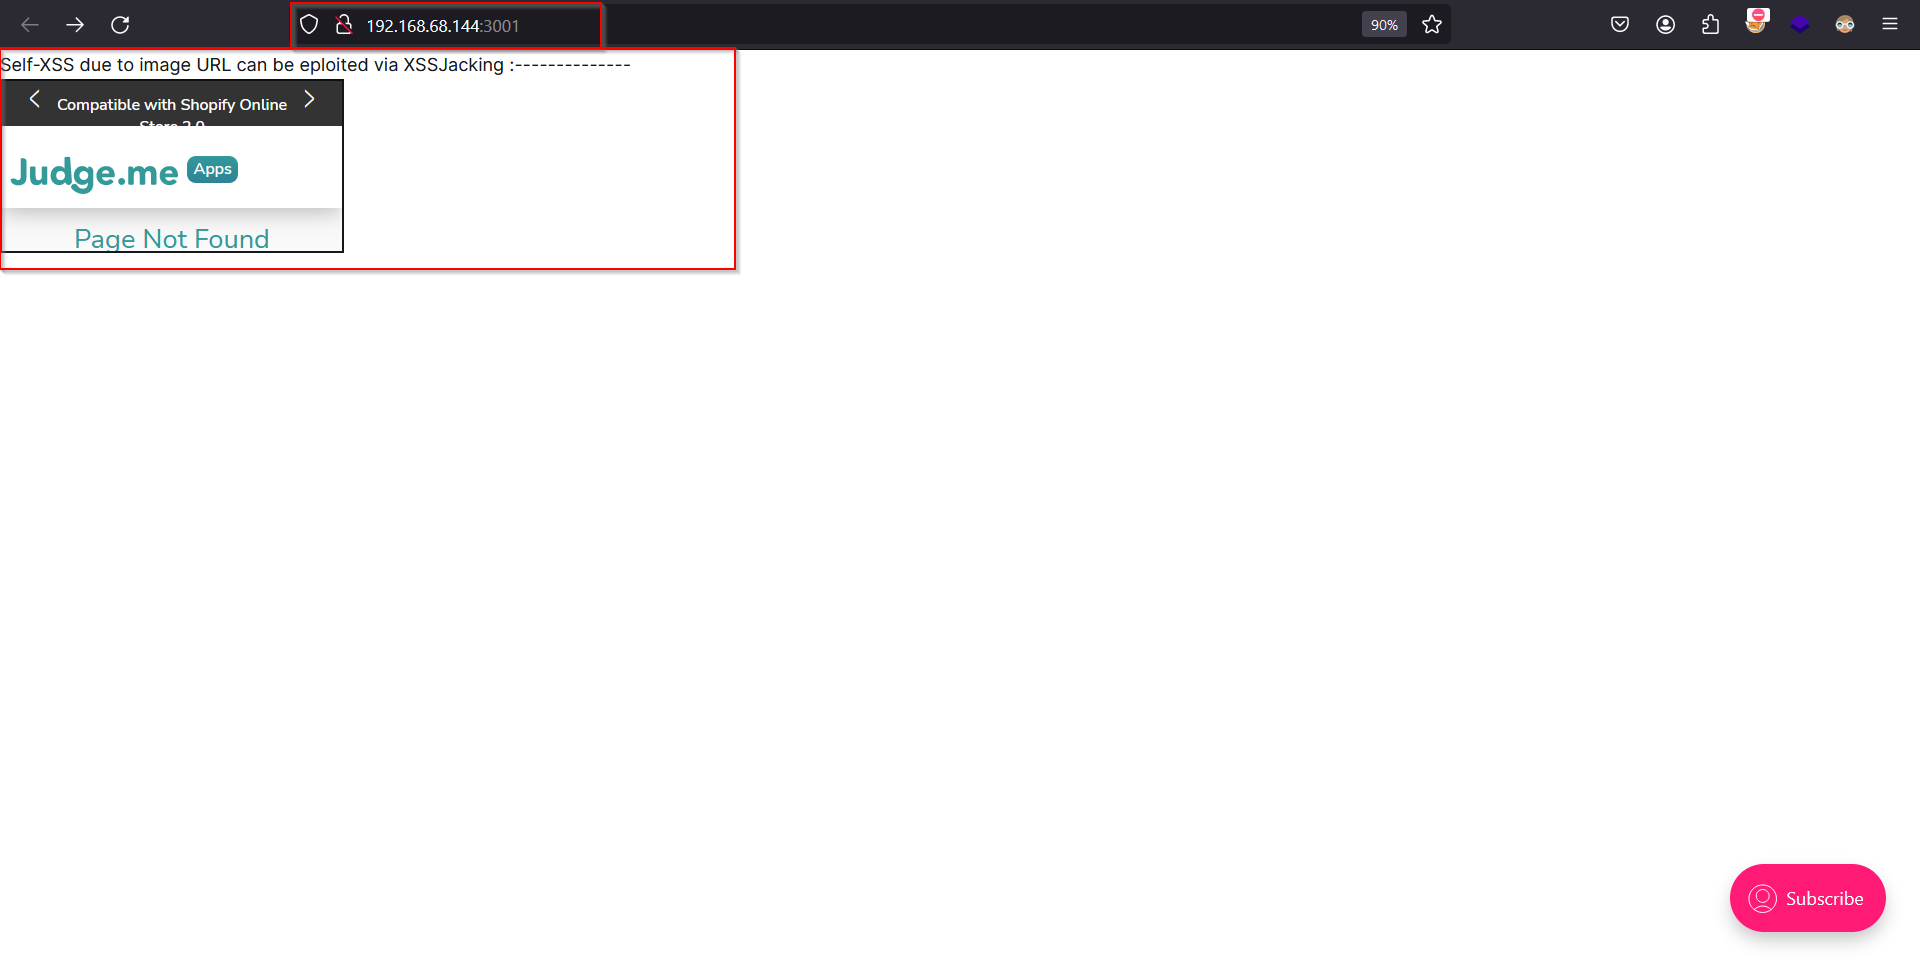 192.168.68.144:3001
90%
Self-XSS due to image URL can be eploited via XSSJacking :--------------
Compatible with Shopify Online
Store 2.0
Judge.me Apps
Page Not Found
Subscribe